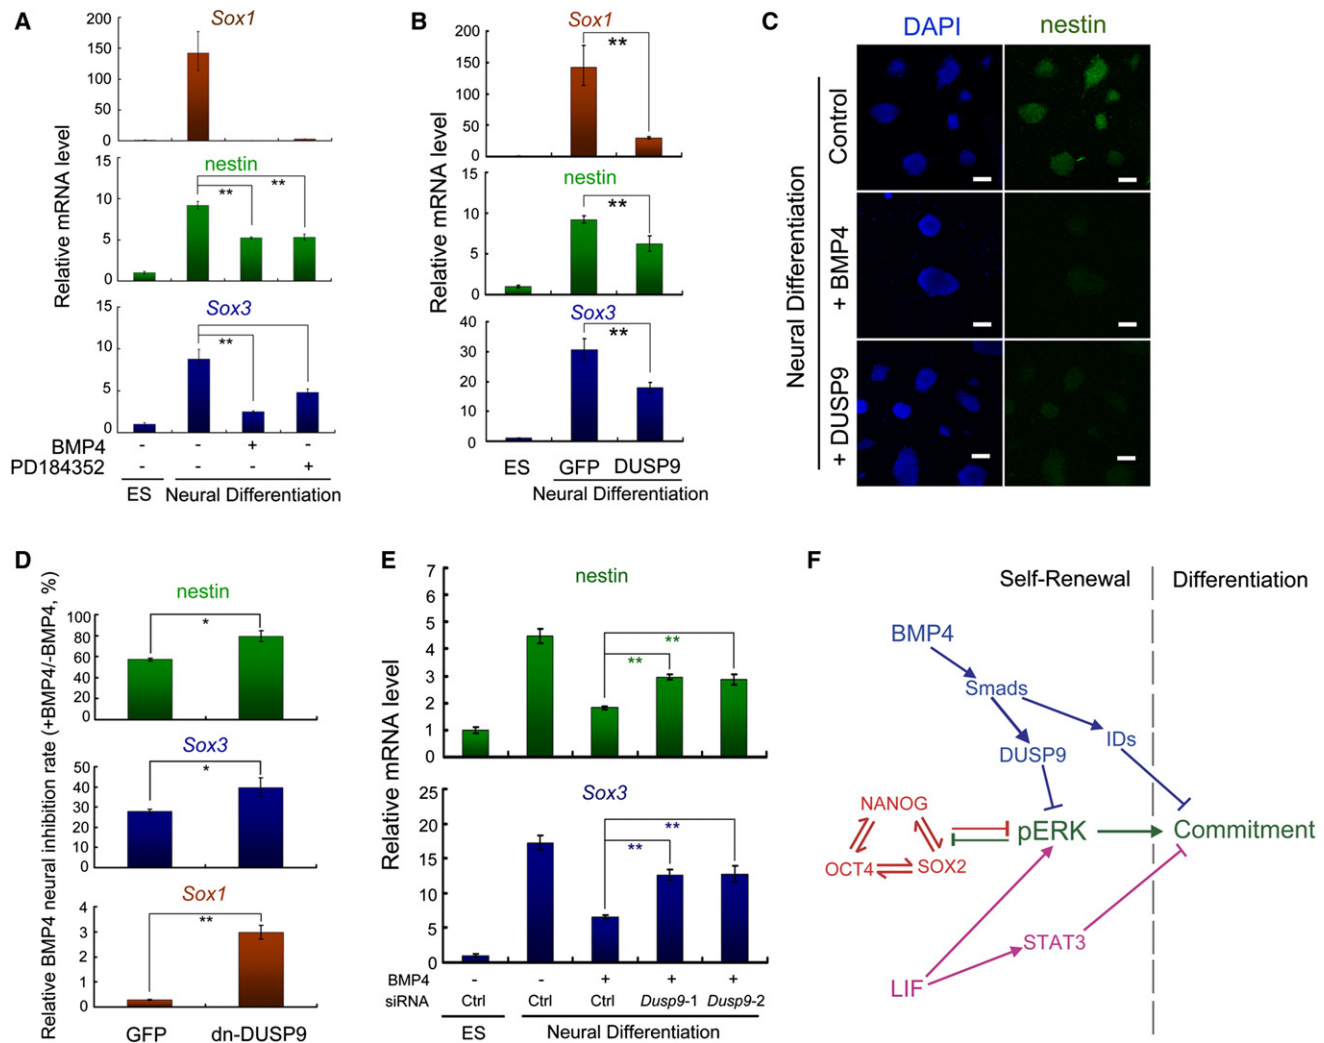 A
Sox1
200
150
100
50
0
nestin
15
10
5
0
** **
Sox3
15
10
5
0
**
Relative mRNA level
BMP4 - - + -
PD184352 - - - +
ES Neural Differentiation
B
Sox1
200
150
100
50
0
**
nestin
15
10
5
0
**
Sox3
40
30
20
10
0
**
Relative mRNA level
ES GFP DUSP9
Neural Differentiation
C
DAPI nestin
Neural Differentiation
Control
+ BMP4
+ DUSP9
D
Relative BMP4 neural inhibition rate (+BMP4/-BMP4, %)
nestin
100
80
60
40
20
0
*
Sox3
50
40
30
20
10
0
*
Sox1
4
3
2
1
0
**
GFP dn-DUSP9
E
Relative mRNA level
nestin
7
6
5
4
3
2
1
0
**
**
Sox3
25
20
15
10
5
0
**
**
BMP4 - - + + +
siRNA Ctrl Ctrl Ctrl Dusp9-1 Dusp9-2
ES Neural Differentiation
F
Self-Renewal Differentiation
BMP4
Smads
IDs
DUSP9
NANOG
pERK Commitment
OCT4 SOX2
STAT3
LIF